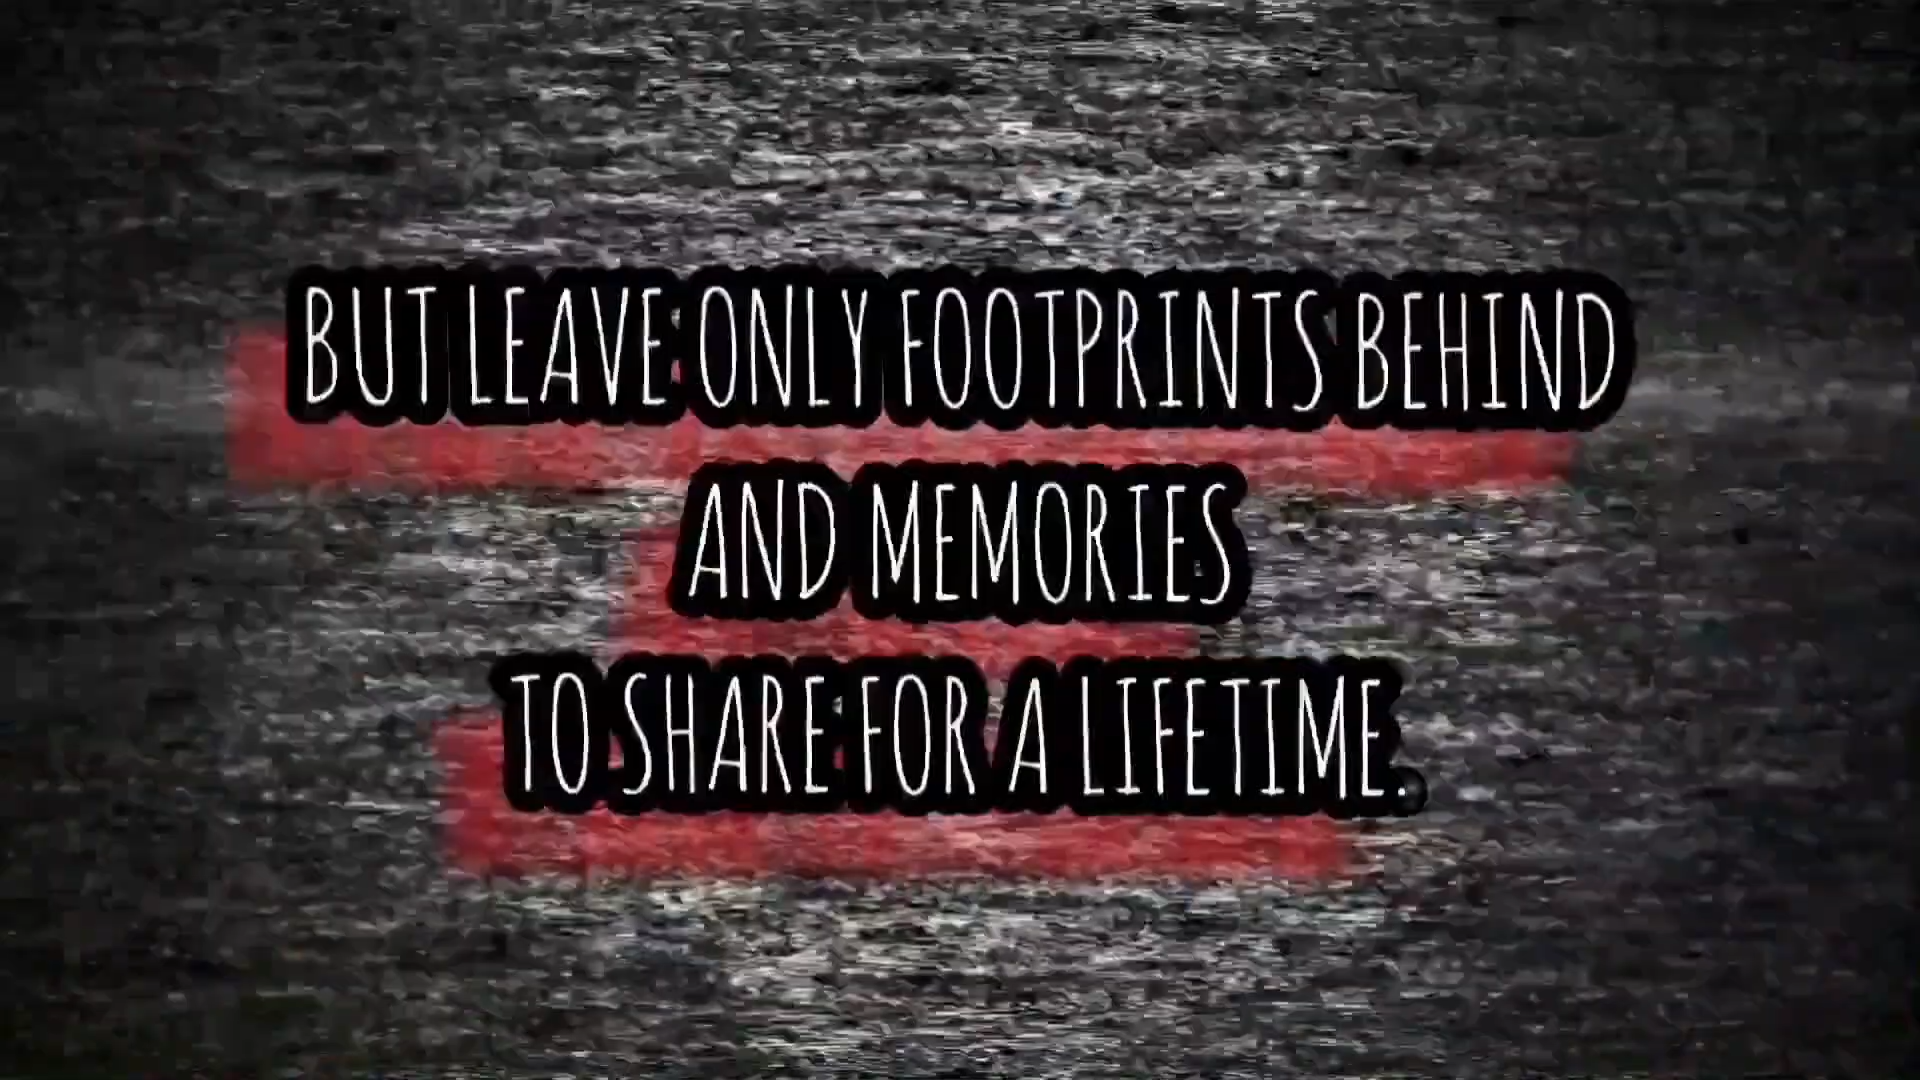 BUT LEAVE ONLY FOOTPRINTS BEHIND
AND MEMORIES
TO SHARE FOR A LIFETIME.